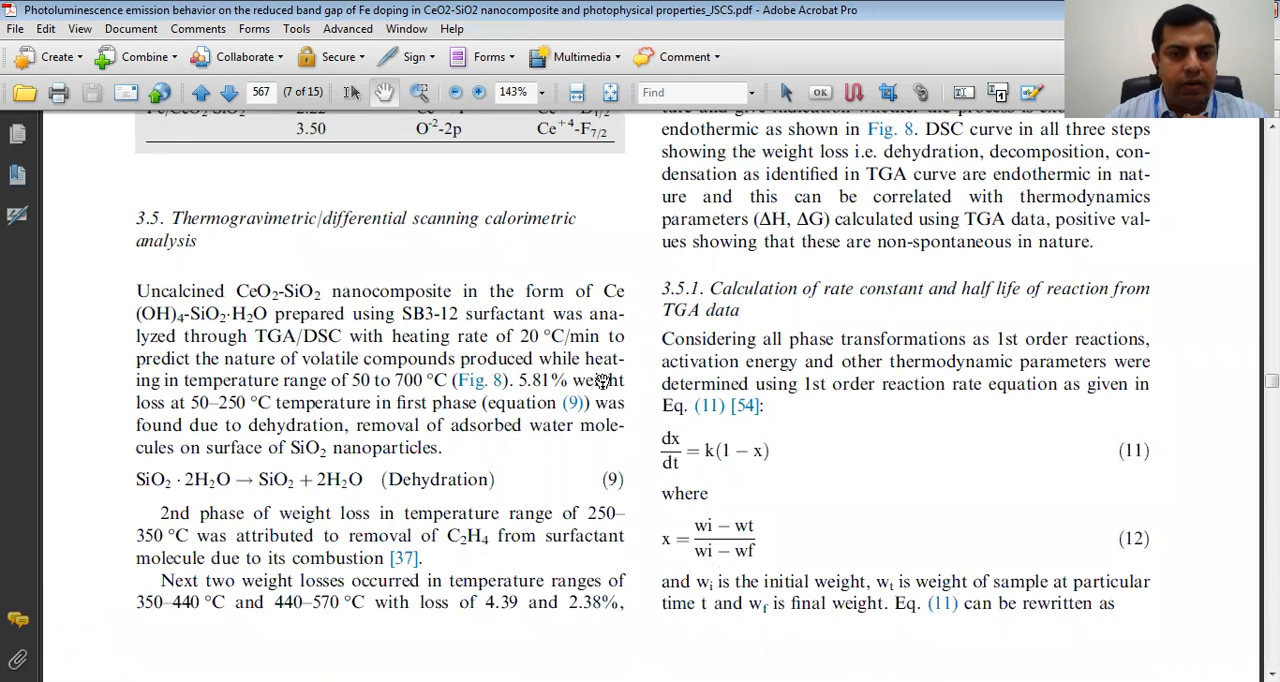 Photoluminescence emission behavior on the reduced band gap of Fe doping in CeO2-SiO2 nanocomposite and photophysical properties_JSCS.pdf - Adobe Acrobat Pro
File Edit View Document Comments Forms Tools Advanced Window Help
Create Combine Collaborate Secure Sign Forms Multimedia Comment
567 (7 of 15) 143% Find
3.50 O⁻²-2p Ce⁺⁴-F7/2
3.5. Thermogravimetric/differential scanning calorimetric
analysis
Uncalcined CeO₂-SiO₂ nanocomposite in the form of Ce
(OH)₄-SiO₂·H₂O prepared using SB3-12 surfactant was ana-
lyzed through TGA/DSC with heating rate of 20 °C/min to
predict the nature of volatile compounds produced while heat-
ing in temperature range of 50 to 700 °C (Fig. 8). 5.81% weight
loss at 50–250 °C temperature in first phase (equation (9)) was
found due to dehydration, removal of adsorbed water mole-
cules on surface of SiO₂ nanoparticles.
SiO₂ · 2H₂O → SiO₂ + 2H₂O (Dehydration) (9)
2nd phase of weight loss in temperature range of 250–
350 °C was attributed to removal of C₂H₄ from surfactant
molecule due to its combustion [37].
Next two weight losses occurred in temperature ranges of
350–440 °C and 440–570 °C with loss of 4.39 and 2.38%,
endothermic as shown in Fig. 8. DSC curve in all three steps
showing the weight loss i.e. dehydration, decomposition, con-
densation as identified in TGA curve are endothermic in nat-
ure and this can be correlated with thermodynamics
parameters (ΔH, ΔG) calculated using TGA data, positive val-
ues showing that these are non-spontaneous in nature.
3.5.1. Calculation of rate constant and half life of reaction from
TGA data
Considering all phase transformations as 1st order reactions,
activation energy and other thermodynamic parameters were
determined using 1st order reaction rate equation as given in
Eq. (11) [54]:
dx/dt = k(1 − x) (11)
where
x = wi − wt / wi − wf (12)
and wᵢ is the initial weight, wₜ is weight of sample at particular
time t and w_f is final weight. Eq. (11) can be rewritten as